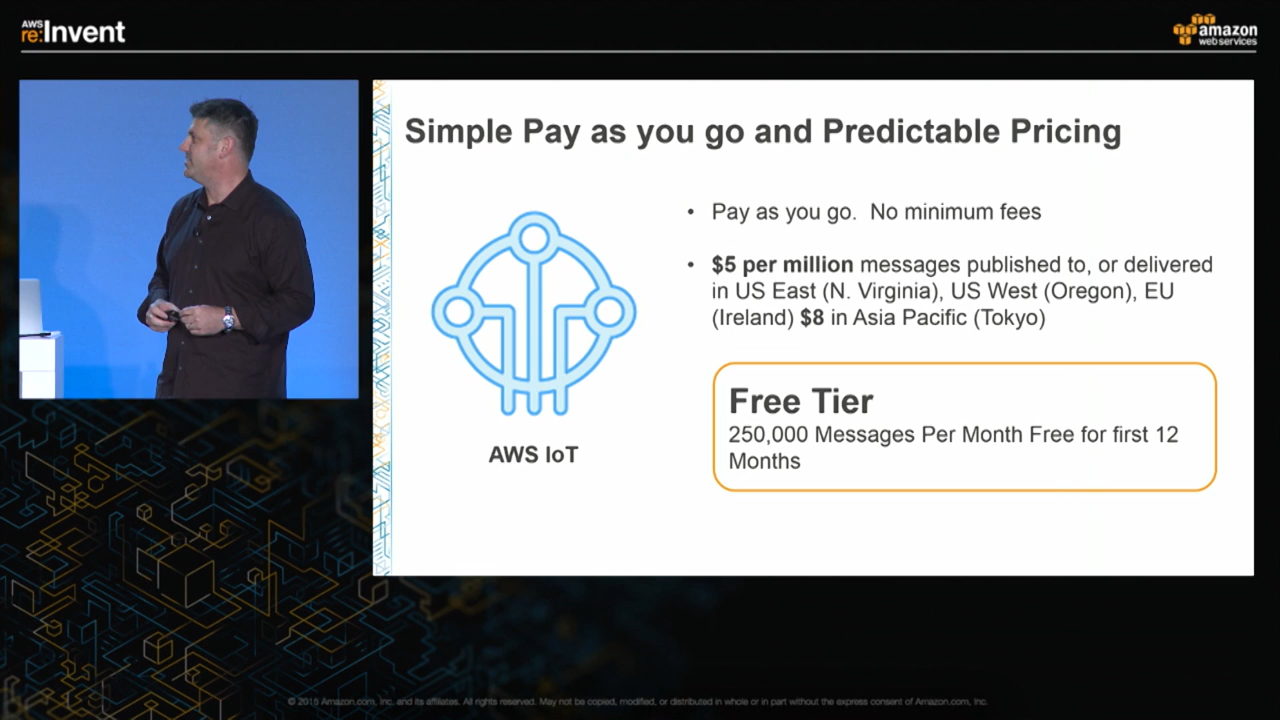 AWS
re:Invent
amazon
web services
Simple Pay as you go and Predictable Pricing
• Pay as you go. No minimum fees
• $5 per million messages published to, or delivered
in US East (N. Virginia), US West (Oregon), EU
(Ireland) $8 in Asia Pacific (Tokyo)
Free Tier
250,000 Messages Per Month Free for first 12
Months
AWS IoT
© 2015 Amazon.com, Inc. and its affiliates. All rights reserved. May not be copied, modified, or distributed in whole or in part without the express consent of Amazon.com, Inc.